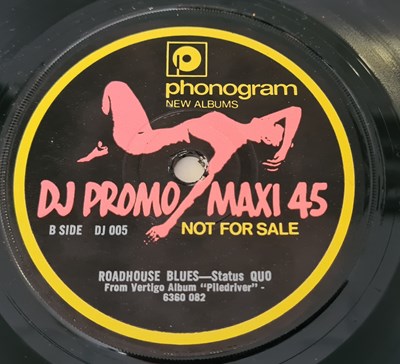 P
phonogram
NEW ALBUMS
DJ PROMO MAXI 45
B SIDE DJ 005 NOT FOR SALE
ROADHOUSE BLUES—Status QUO
From Vertigo Album "Piledriver" -
6360 082